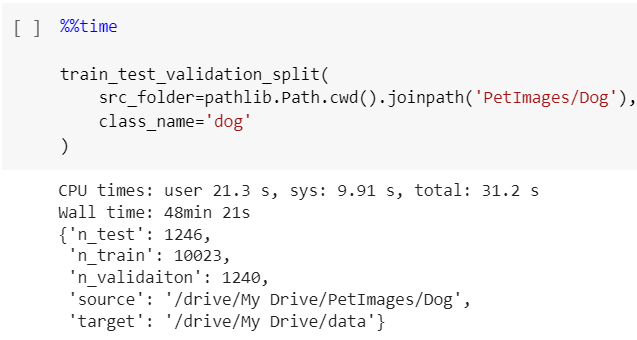 [ ] %%time
train_test_validation_split(
    src_folder=pathlib.Path.cwd().joinpath('PetImages/Dog'),
    class_name='dog'
)
CPU times: user 21.3 s, sys: 9.91 s, total: 31.2 s
Wall time: 48min 21s
{'n_test': 1246,
 'n_train': 10023,
 'n_validaiton': 1240,
 'source': '/drive/My Drive/PetImages/Dog',
 'target': '/drive/My Drive/data'}